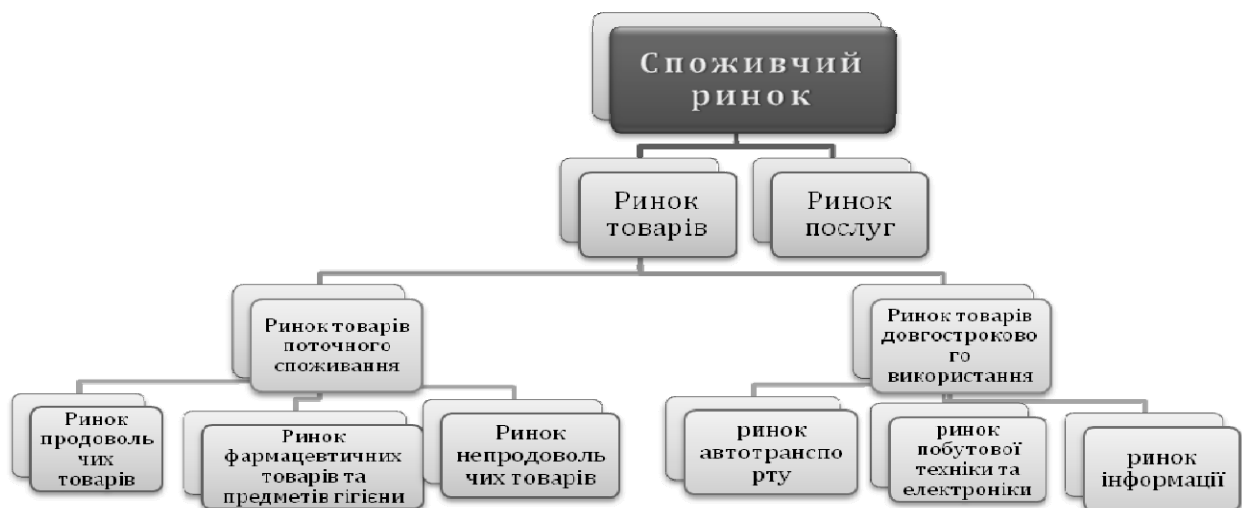 Споживчий
ринок
Ринок
товарів
Ринок
послуг
Ринок товарів
поточного
споживання
Ринок товарів
довгостроково
го
використання
Ринок
продоволь
чих
товарів
Ринок
фармацевтичних
товарів та
предметів гігієни
Ринок
непродоволь
чих товарів
ринок
автотранспо
рту
ринок
побутової
техніки та
електроніки
ринок
інформації